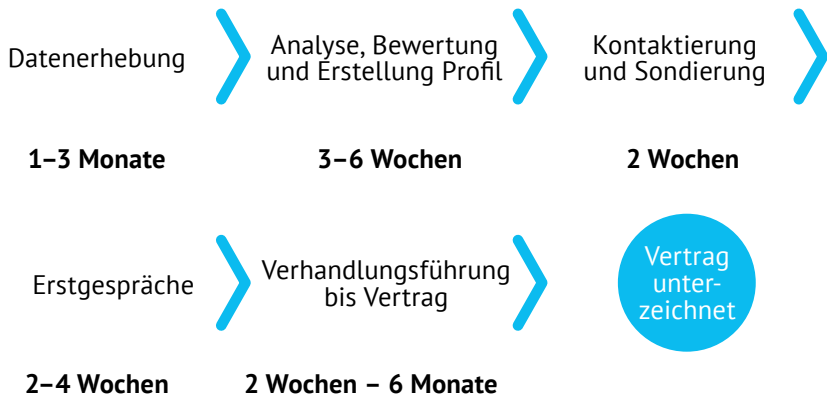 Datenerhebung
Analyse, Bewertung
und Erstellung Profil
Kontaktierung
und Sondierung
1–3 Monate
3–6 Wochen
2 Wochen
Erstgespräche
Verhandlungsführung
bis Vertrag
Vertrag
unter-
zeichnet
2–4 Wochen
2 Wochen – 6 Monate